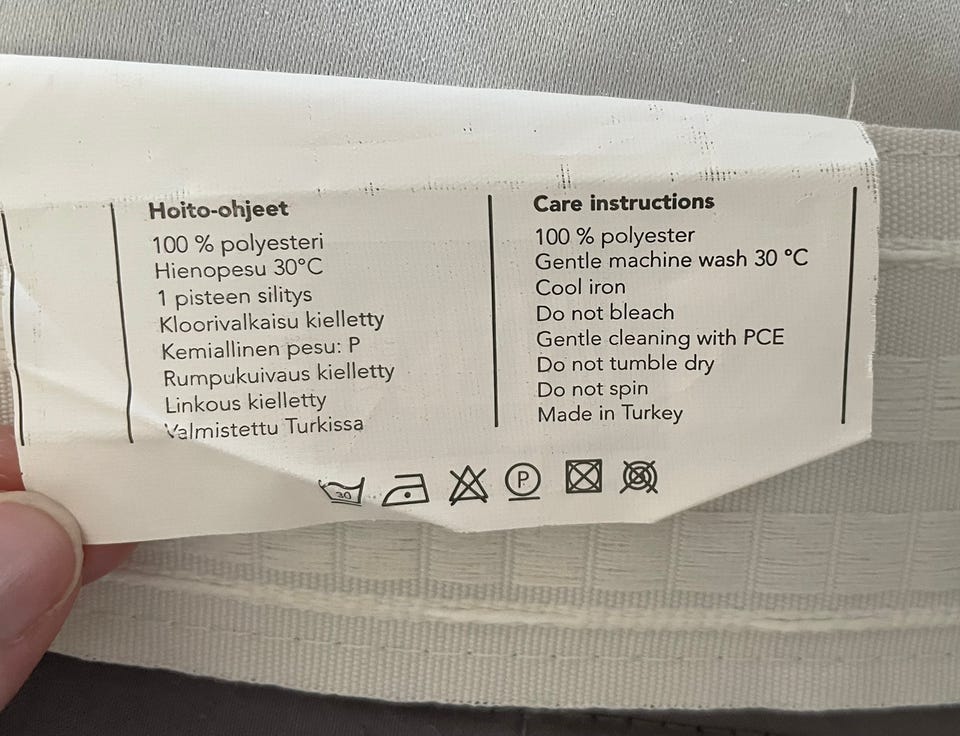 Hoito-ohjeet
100 % polyesteri
Hienopesu 30°C
1 pisteen silitys
Kloorivalkaisu kielletty
Kemiallinen pesu: P
Rumpukuivaus kielletty
Linkous kielletty
Valmistettu Turkissa
Care instructions
100 % polyester
Gentle machine wash 30 °C
Cool iron
Do not bleach
Gentle cleaning with PCE
Do not tumble dry
Do not spin
Made in Turkey
30 P